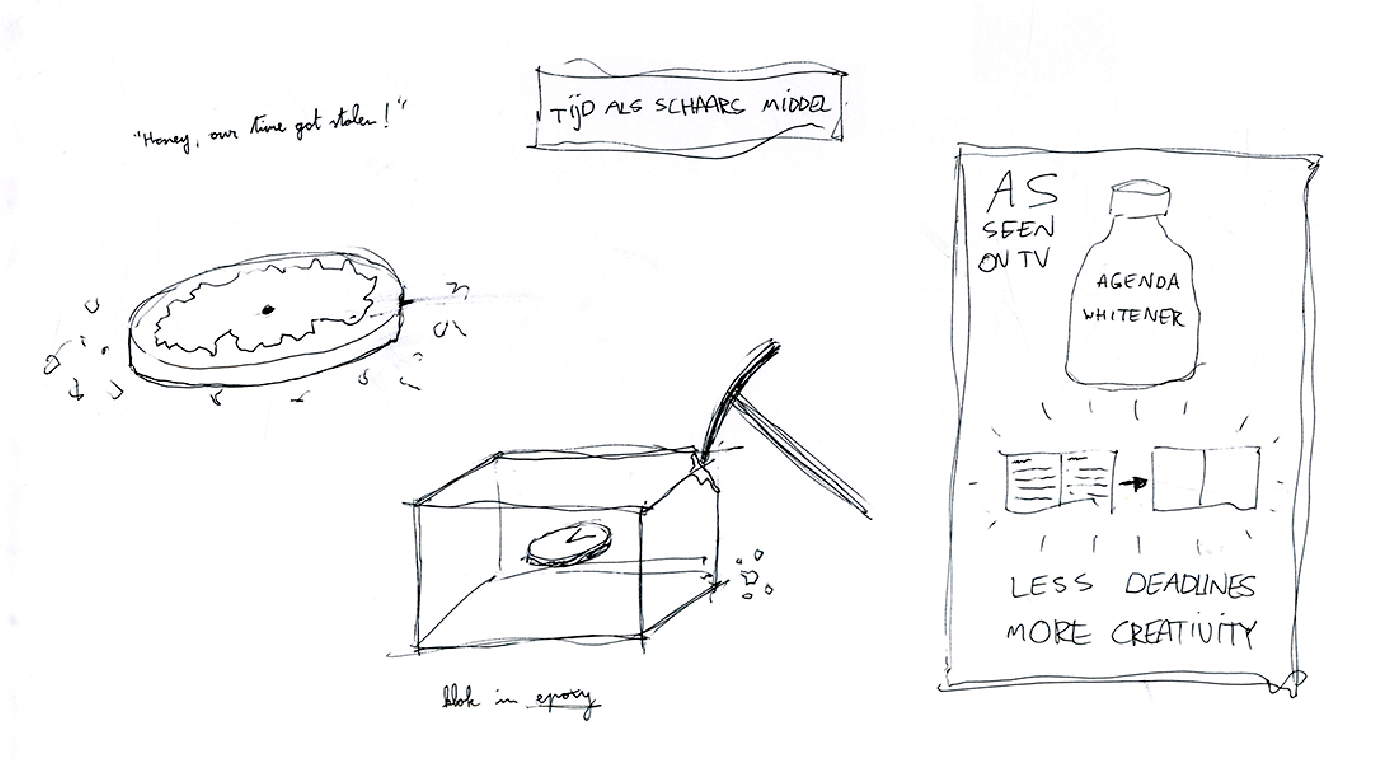 "Honey, our time got stolen!"
TijD ALS SCHAARS MiDDEL
AS
SEEN
ON TV
AGENDA
WHITENER
LESS DEADLINES
MORE CREATIVITY
blok in epoxy